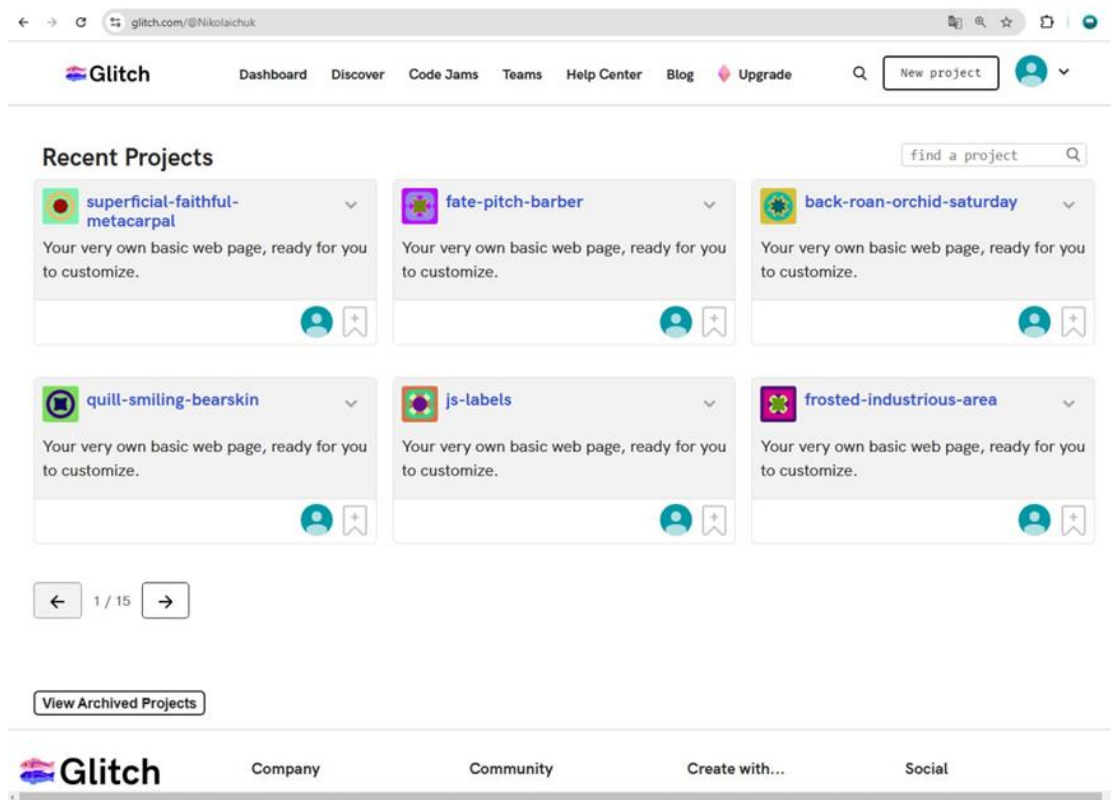 glitch.com/@Nikolaichuk
Glitch
Dashboard Discover Code Jams Teams Help Center Blog Upgrade
New project
Recent Projects
find a project
superficial-faithful-
metacarpal
Your very own basic web page, ready for you
to customize.
fate-pitch-barber
Your very own basic web page, ready for you
to customize.
back-roan-orchid-saturday
Your very own basic web page, ready for you
to customize.
quill-smiling-bearskin
Your very own basic web page, ready for you
to customize.
js-labels
Your very own basic web page, ready for you
to customize.
frosted-industrious-area
Your very own basic web page, ready for you
to customize.
1 / 15
View Archived Projects
Glitch
Company
Community
Create with...
Social